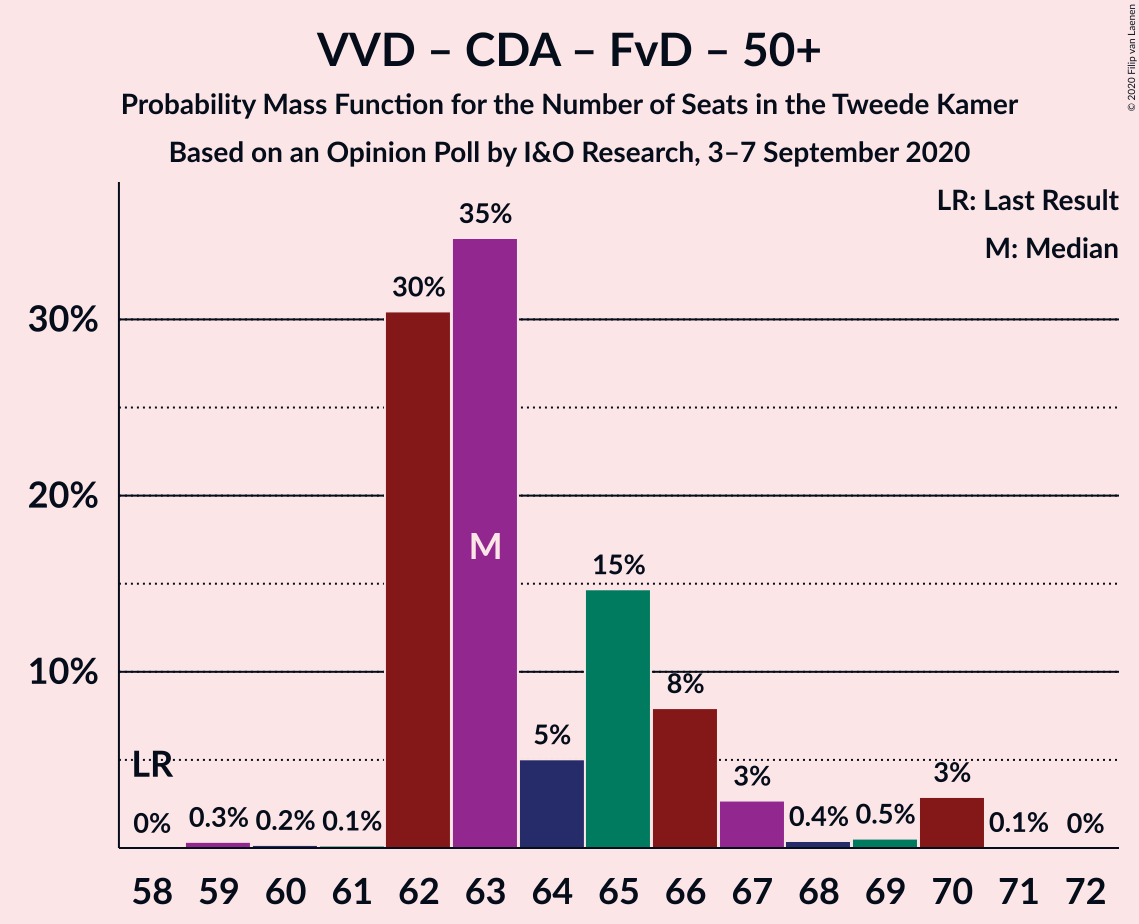 VVD – CDA – FvD – 50+
Probability Mass Function for the Number of Seats in the Tweede Kamer
Based on an Opinion Poll by I&O Research, 3–7 September 2020
© 2020 Filip van Laenen
LR: Last Result
M: Median
35%
30%
30%
20%
M
15%
10%
8%
5%
LR
3%
3%
0%
0.3%
0.2%
0.1%
0.4%
0.5%
0.1%
0%
58 59 60 61 62 63 64 65 66 67 68 69 70 71 72